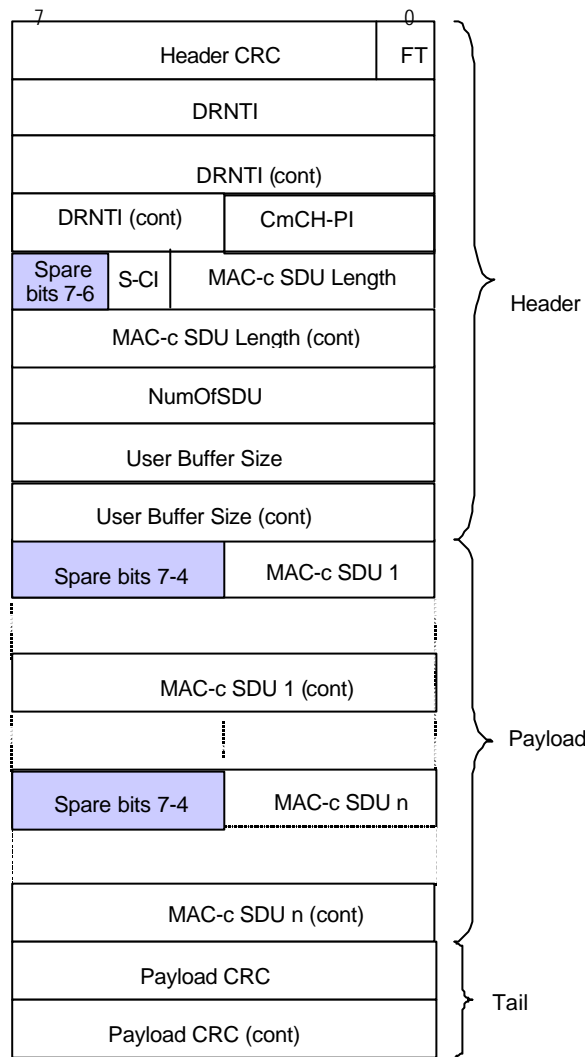 7 0
Header CRC FT
DRNTI
DRNTI (cont)
DRNTI (cont) CmCH-PI
Spare bits 7-6 S-CI MAC-c SDU Length
MAC-c SDU Length (cont)
Header
NumOfSDU
User Buffer Size
User Buffer Size (cont)
Spare bits 7-4 MAC-c SDU 1
MAC-c SDU 1 (cont)
Payload
Spare bits 7-4 MAC-c SDU n
MAC-c SDU n (cont)
Payload CRC
Tail
Payload CRC (cont)